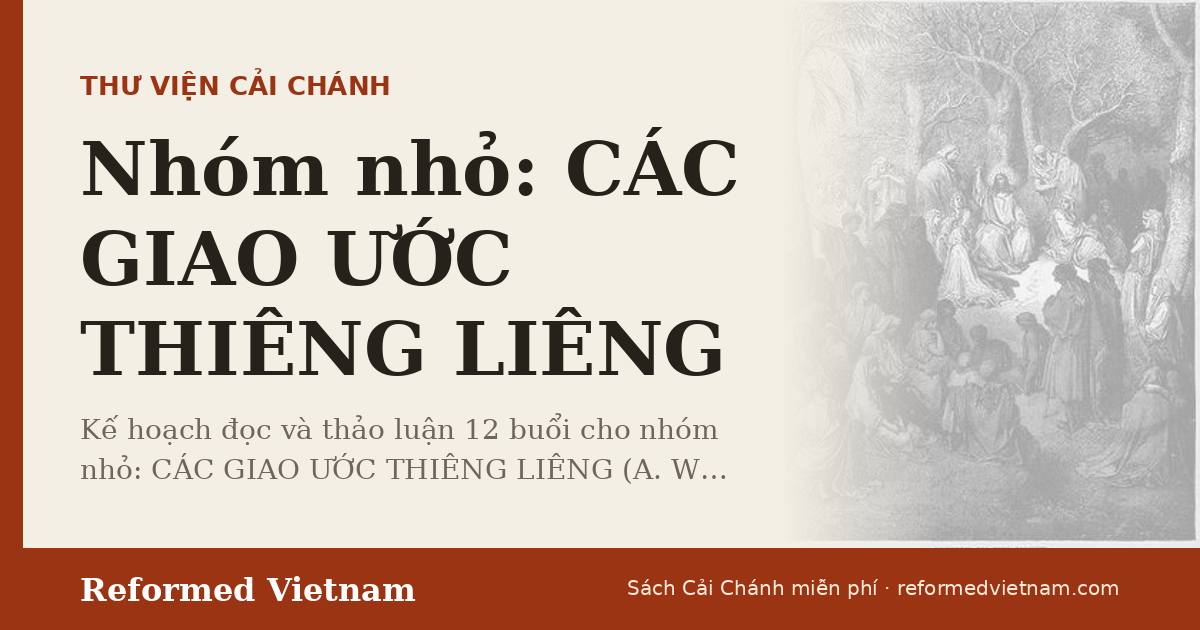 THƯ VIỆN CẢI CHÁNH
Nhóm nhỏ: CÁC
GIAO ƯỚC
THIÊNG LIÊNG
Kế hoạch đọc và thảo luận 12 buổi cho nhóm
nhỏ: CÁC GIAO ƯỚC THIÊNG LIÊNG (A. W…
Reformed Vietnam
Sách Cải Chánh miễn phí · reformedvietnam.com